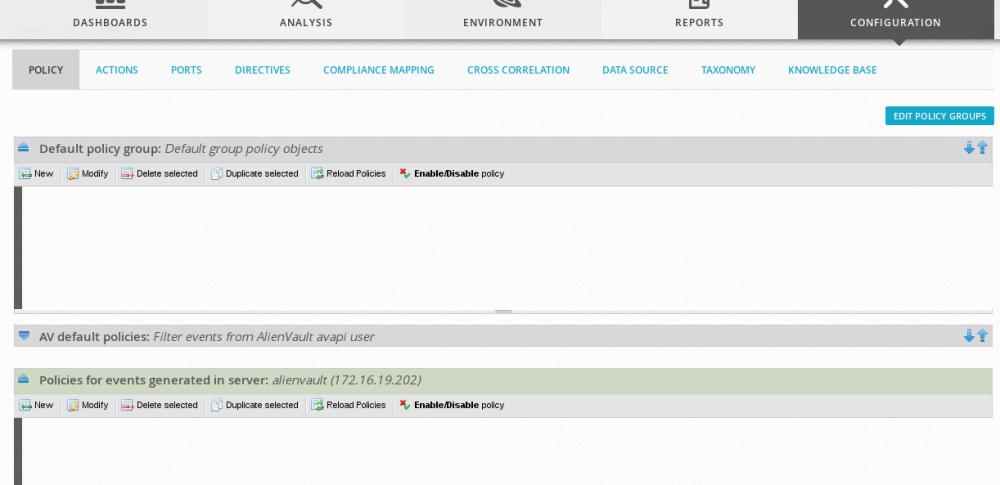 DASHBOARDS ANALYSIS ENVIRONMENT REPORTS CONFIGURATION
POLICY ACTIONS PORTS DIRECTIVES COMPLIANCE MAPPING CROSS CORRELATION DATA SOURCE TAXONOMY KNOWLEDGE BASE
EDIT POLICY GROUPS
Default policy group: Default group policy objects
New Modify Delete selected Duplicate selected Reload Policies Enable/Disable policy
AV default policies: Filter events from AlienVault avapi user
Policies for events generated in server: alienvault (172.16.19.202)
New Modify Delete selected Duplicate selected Reload Policies Enable/Disable policy